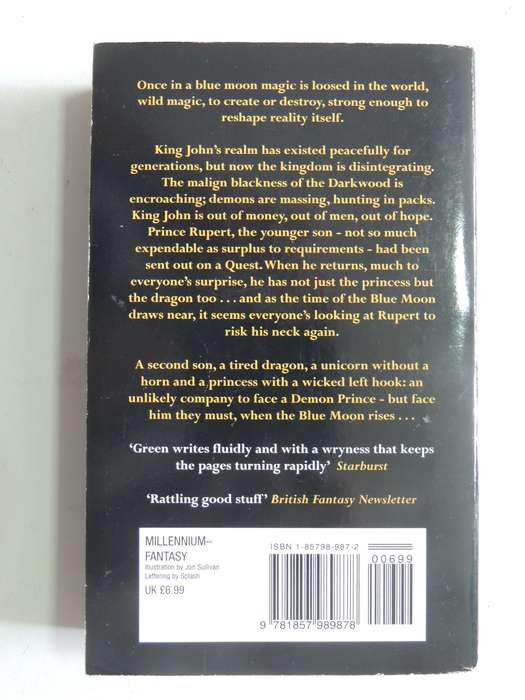 Once in a blue moon magic is loosed in the world,
wild magic, to create or destroy, strong enough to
reshape reality itself.
King John's realm has existed peacefully for
generations, but now the kingdom is disintegrating.
The malign blackness of the Darkwood is
encroaching; demons are massing, hunting in packs.
King John is out of money, out of men, out of hope.
Prince Rupert, the younger son - not so much
expendable as surplus to requirements - had been
sent out on a Quest. When he returns, much to
everyone's surprise, he has not just the princess but
the dragon too . . . and as the time of the Blue Moon
draws near, it seems everyone's looking at Rupert to
risk his neck again.
A second son, a tired dragon, a unicorn without a
horn and a princess with a wicked left hook: an
unlikely company to face a Demon Prince - but face
him they must, when the Blue Moon rises . . .
‘Green writes fluidly and with a wryness that keeps
the pages turning rapidly’ Starburst
‘Rattling good stuff’ British Fantasy Newsletter
MILLENNIUM
FANTASY
Illustration by Jon Sullivan
Lettering by Splash
UK £6.99
ISBN 1-85798-987-2
00699
9 781857 989878